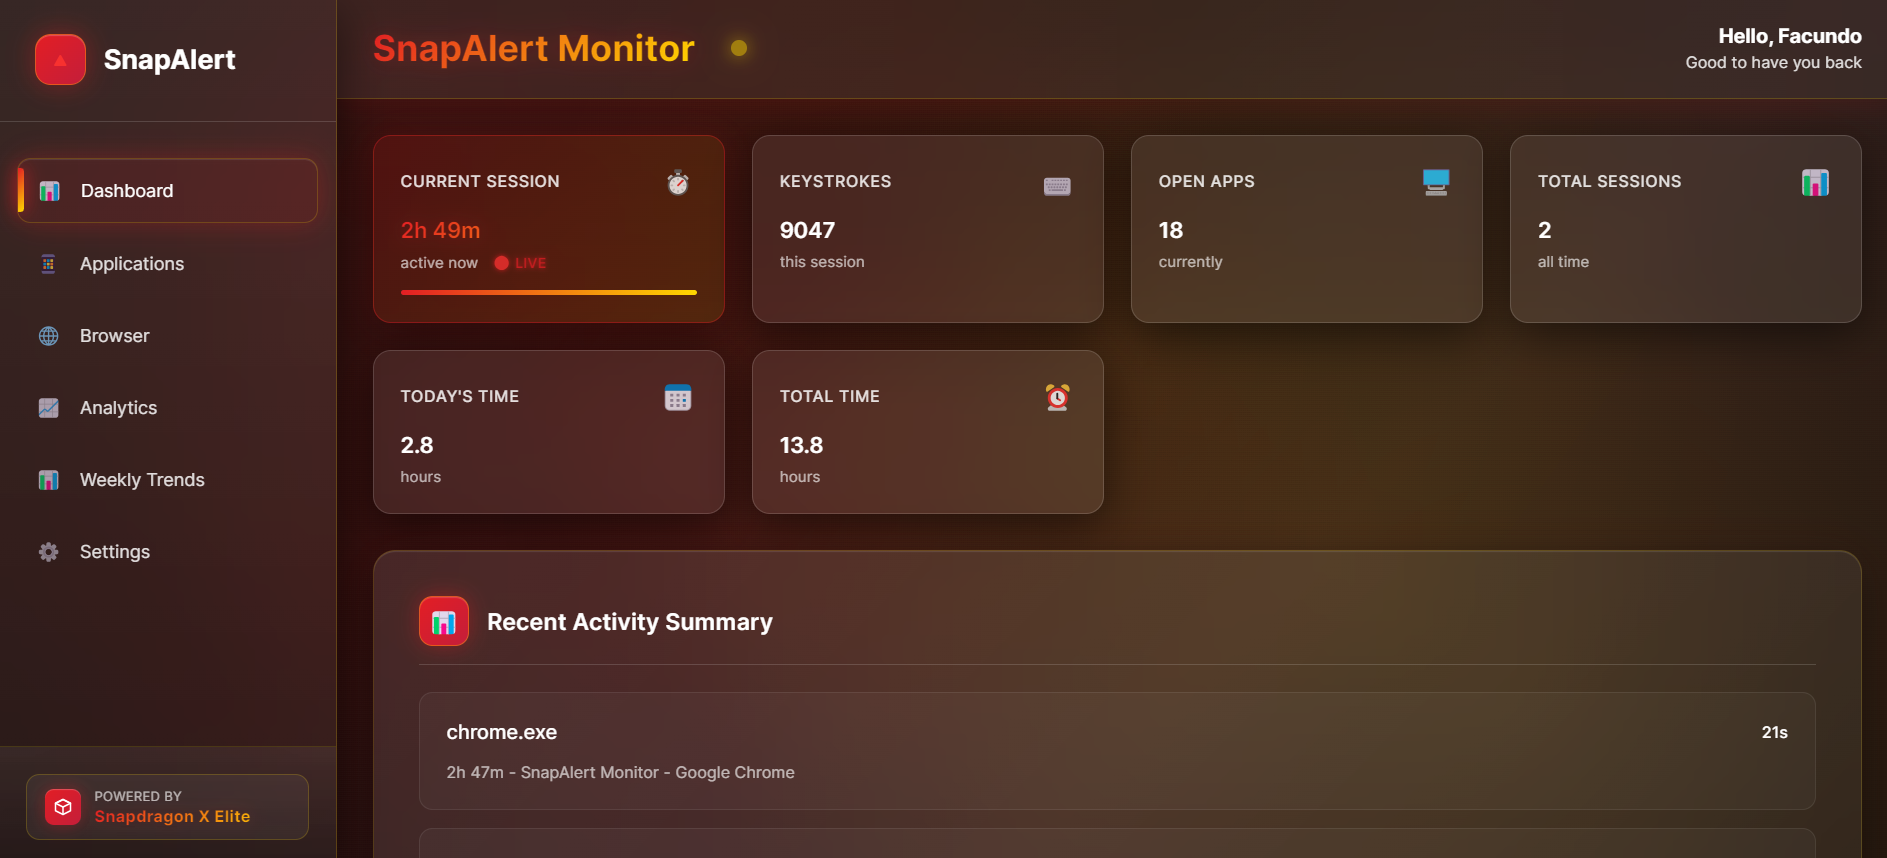 SnapAlert
Dashboard
Applications
Browser
Analytics
Weekly Trends
Settings
POWERED BY
Snapdragon X Elite
SnapAlert Monitor
Hello, Facundo
Good to have you back
CURRENT SESSION
2h 49m
active now LIVE
KEYSTROKES
9047
this session
OPEN APPS
18
currently
TOTAL SESSIONS
2
all time
TODAY'S TIME
2.8
hours
TOTAL TIME
13.8
hours
Recent Activity Summary
chrome.exe
21s
2h 47m - SnapAlert Monitor - Google Chrome